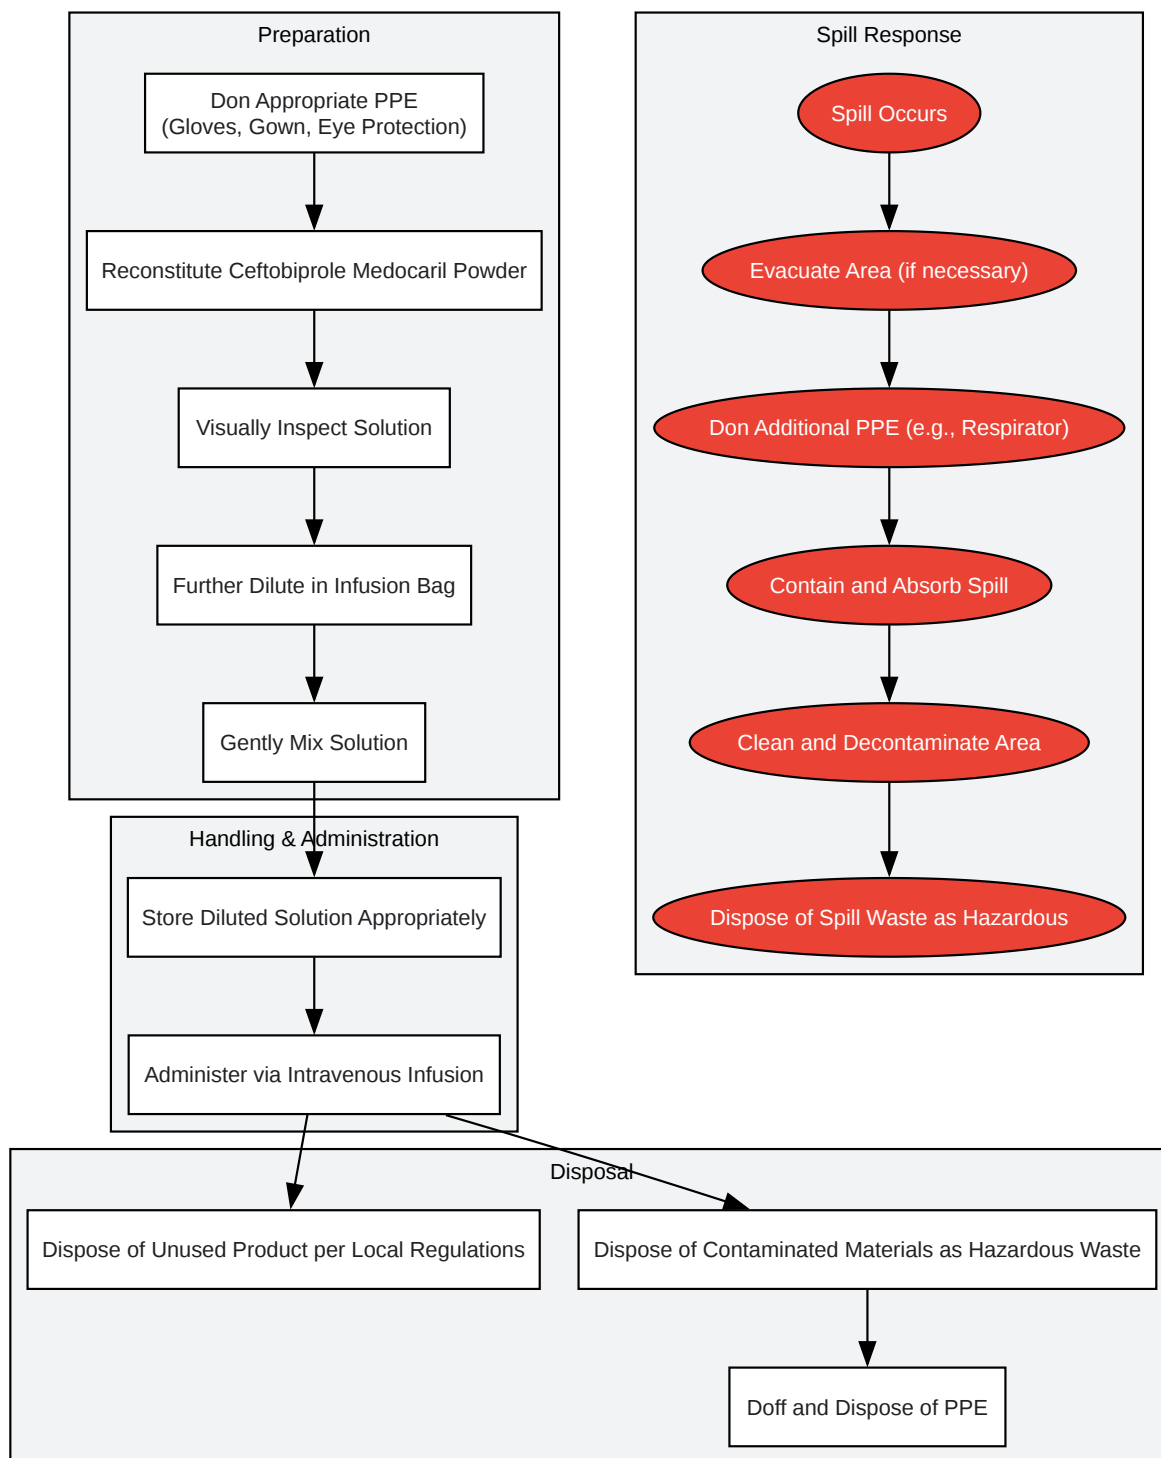 Preparation
Don Appropriate PPE
(Gloves, Gown, Eye Protection)
Reconstitute Ceftobiprole Medocaril Powder
Visually Inspect Solution
Further Dilute in Infusion Bag
Gently Mix Solution
Handling & Administration
Store Diluted Solution Appropriately
Administer via Intravenous Infusion
Spill Response
Spill Occurs
Evacuate Area (if necessary)
Don Additional PPE (e.g., Respirator)
Contain and Absorb Spill
Clean and Decontaminate Area
Dispose of Spill Waste as Hazardous
Disposal
Dispose of Unused Product per Local Regulations
Dispose of Contaminated Materials as Hazardous Waste
Doff and Dispose of PPE